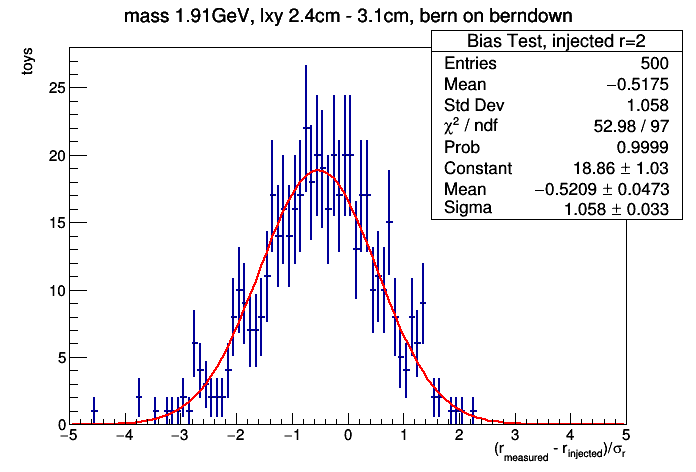 mass 1.91GeV, lxy 2.4cm - 3.1cm, bern on berndown
Bias Test, injected r=2
Entries 500
Mean −0.5175
Std Dev 1.058
χ² / ndf 52.98 / 97
Prob 0.9999
Constant 18.86 ± 1.03
Mean −0.5209 ± 0.0473
Sigma 1.058 ± 0.033
toys
25
20
15
10
5
0
−5 −4 −3 −2 −1 0 1 2 3 4 5
(r_measured - r_injected)/σ_r